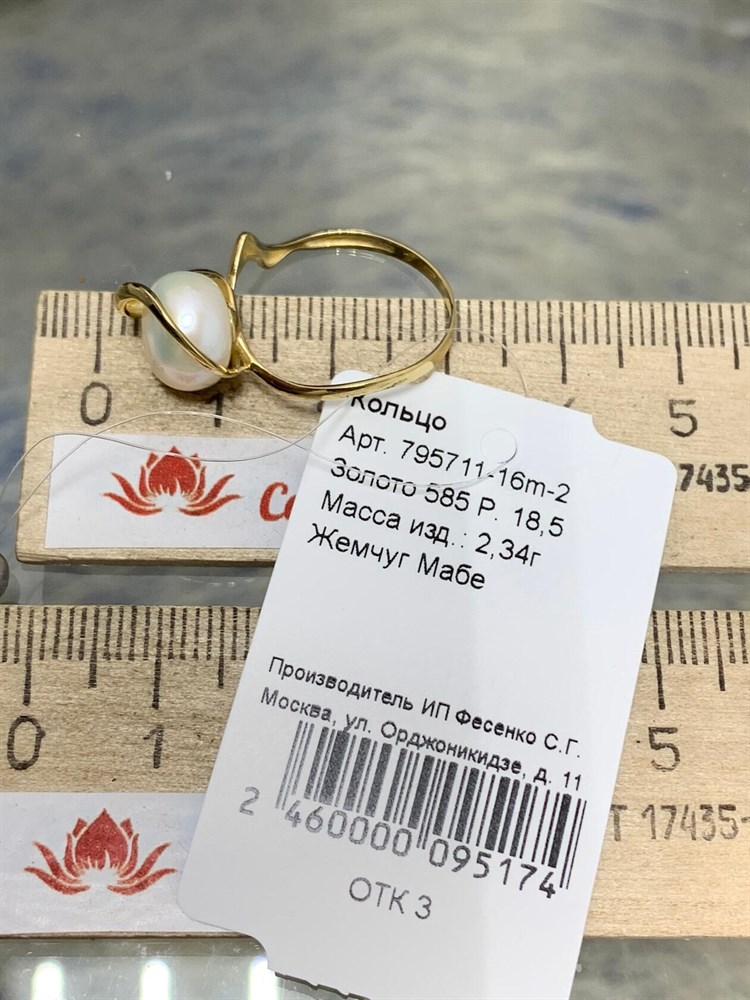 0
5
17435
Са
Кольцо
Арт. 795711-16m-2
Золото 585 Р. 18,5
Масса изд.: 2,34г
Жемчуг Мабе
Производитель ИП Фесенко С.Г.
Москва, ул. Орджоникидзе, д. 11
2 460000 095174
ОТК 3
0
1
5
Т 17435-